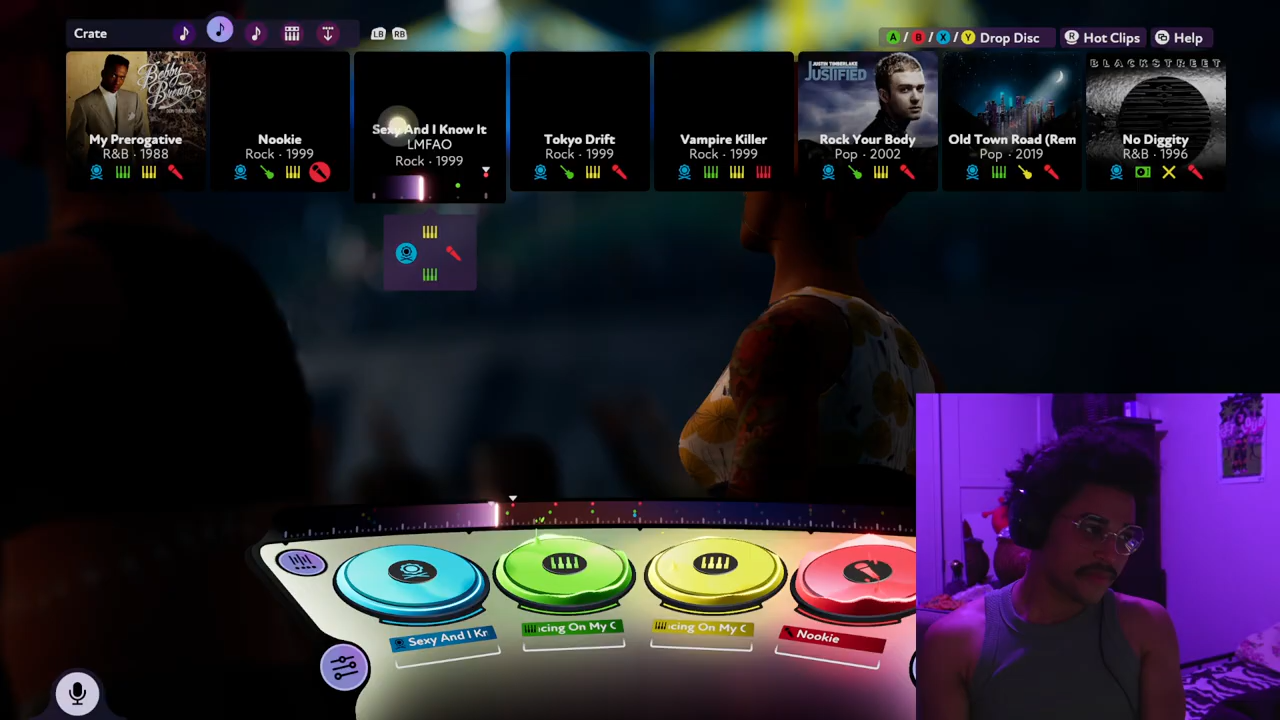 Crate
LB RB
A / B / X / Y Drop Disc
R Hot Clips
Help
Bobby Brown
My Prerogative
R&B · 1988
Nookie
Rock · 1999
Sexy And I Know It
LMFAO
Rock · 1999
Tokyo Drift
Rock · 1999
Vampire Killer
Rock · 1999
JUSTIN TIMBERLAKE
JUSTIFIED
Rock Your Body
Pop · 2002
Old Town Road (Rem
Pop · 2019
BLACKSTREET
No Diggity
R&B · 1996
Sexy And I Kr
cing On My C
cing On My C
Nookie